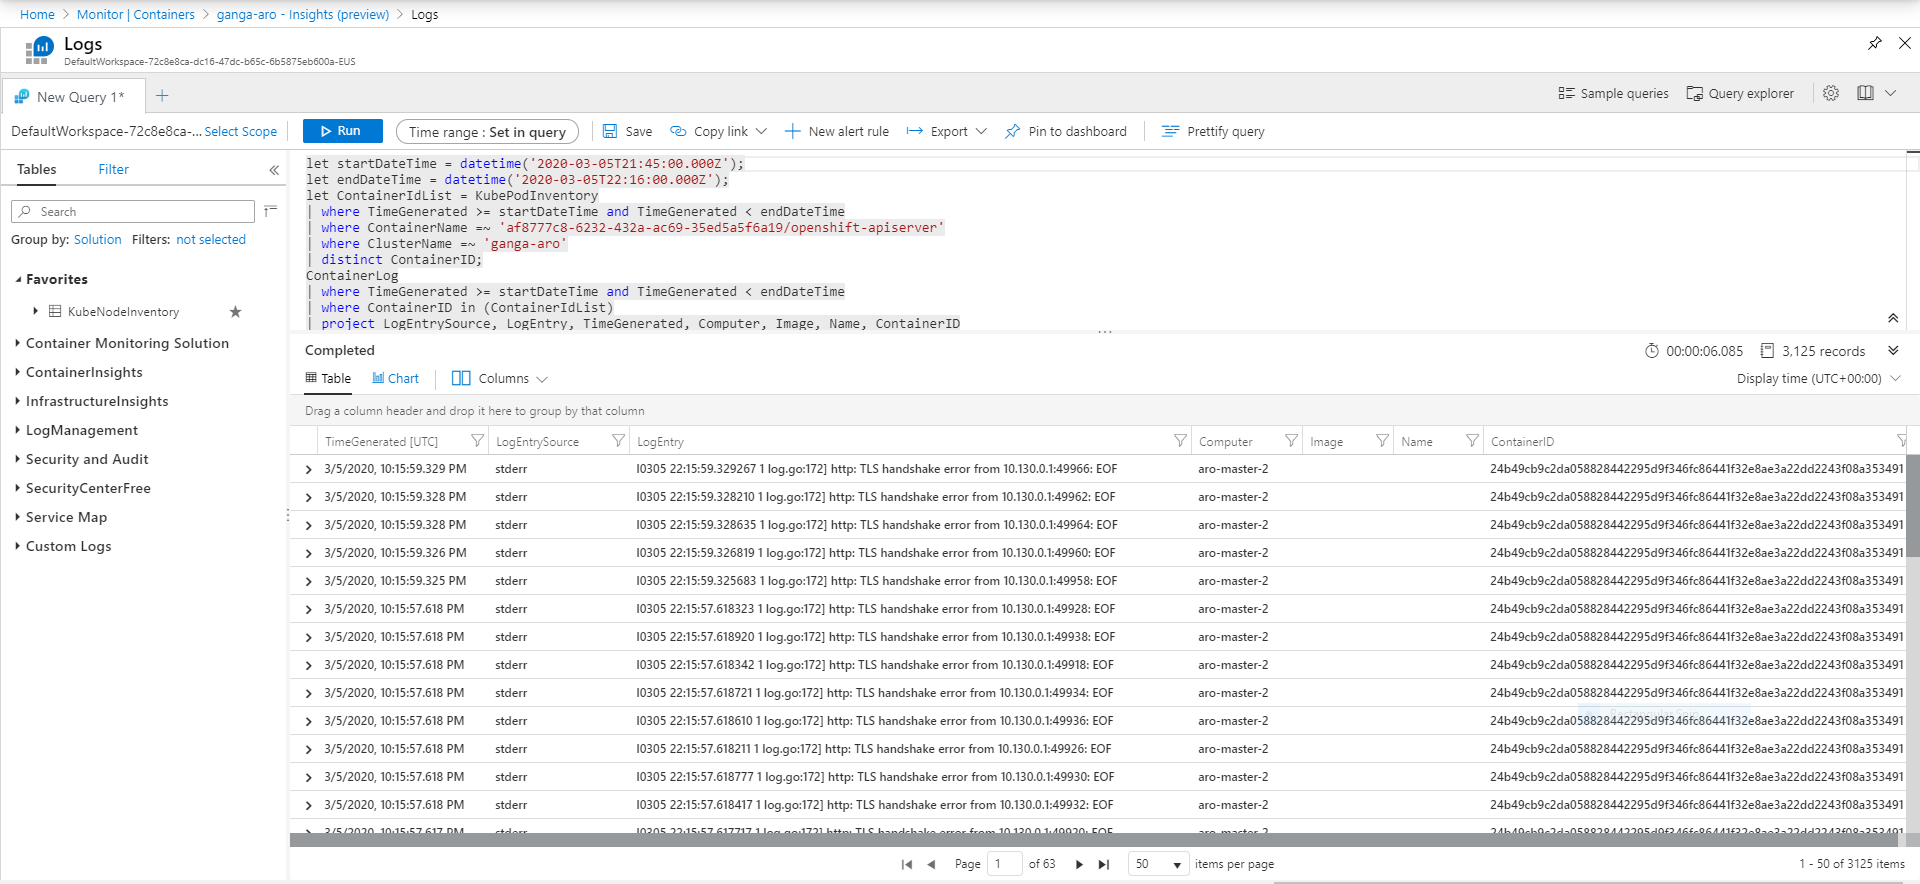 Home > Monitor | Containers > ganga-aro - Insights (preview) > Logs
Logs
DefaultWorkspace-72c8e8ca-dc16-47dc-b65c-6b5875eb600a-EUS
New Query 1*
Sample queries Query explorer
DefaultWorkspace-72c8e8ca-... Select Scope
Run Time range : Set in query Save Copy link New alert rule Export Pin to dashboard Prettify query
Tables Filter
Search
Group by: Solution Filters: not selected
Favorites
KubeNodeInventory
Container Monitoring Solution
ContainerInsights
InfrastructureInsights
LogManagement
Security and Audit
SecurityCenterFree
Service Map
Custom Logs
let startDateTime = datetime('2020-03-05T21:45:00.000Z');
let endDateTime = datetime('2020-03-05T22:16:00.000Z');
let ContainerIdList = KubePodInventory
| where TimeGenerated >= startDateTime and TimeGenerated < endDateTime
| where ContainerName =~ 'af8777c8-6232-432a-ac69-35ed5a5f6a19/openshift-apiserver'
| where ClusterName =~ 'ganga-aro'
| distinct ContainerID;
ContainerLog
| where TimeGenerated >= startDateTime and TimeGenerated < endDateTime
| where ContainerID in (ContainerIdList)
| project LogEntrySource, LogEntry, TimeGenerated, Computer, Image, Name, ContainerID
Completed
00:00:06.085 3,125 records
Table Chart Columns
Display time (UTC+00:00)
Drag a column header and drop it here to group by that column
TimeGenerated [UTC] LogEntrySource LogEntry Computer Image Name ContainerID
3/5/2020, 10:15:59.329 PM stderr I0305 22:15:59.329267 1 log.go:172] http: TLS handshake error from 10.130.0.1:49966: EOF aro-master-2 24b49cb9c2da058828442295d9f346fc86441f32e8ae3a22dd2243f08a353491
3/5/2020, 10:15:59.328 PM stderr I0305 22:15:59.328210 1 log.go:172] http: TLS handshake error from 10.130.0.1:49962: EOF aro-master-2 24b49cb9c2da058828442295d9f346fc86441f32e8ae3a22dd2243f08a353491
3/5/2020, 10:15:59.328 PM stderr I0305 22:15:59.328635 1 log.go:172] http: TLS handshake error from 10.130.0.1:49964: EOF aro-master-2 24b49cb9c2da058828442295d9f346fc86441f32e8ae3a22dd2243f08a353491
3/5/2020, 10:15:59.326 PM stderr I0305 22:15:59.326819 1 log.go:172] http: TLS handshake error from 10.130.0.1:49960: EOF aro-master-2 24b49cb9c2da058828442295d9f346fc86441f32e8ae3a22dd2243f08a353491
3/5/2020, 10:15:59.325 PM stderr I0305 22:15:59.325683 1 log.go:172] http: TLS handshake error from 10.130.0.1:49958: EOF aro-master-2 24b49cb9c2da058828442295d9f346fc86441f32e8ae3a22dd2243f08a353491
3/5/2020, 10:15:57.618 PM stderr I0305 22:15:57.618323 1 log.go:172] http: TLS handshake error from 10.130.0.1:49928: EOF aro-master-2 24b49cb9c2da058828442295d9f346fc86441f32e8ae3a22dd2243f08a353491
3/5/2020, 10:15:57.618 PM stderr I0305 22:15:57.618920 1 log.go:172] http: TLS handshake error from 10.130.0.1:49938: EOF aro-master-2 24b49cb9c2da058828442295d9f346fc86441f32e8ae3a22dd2243f08a353491
3/5/2020, 10:15:57.618 PM stderr I0305 22:15:57.618342 1 log.go:172] http: TLS handshake error from 10.130.0.1:49918: EOF aro-master-2 24b49cb9c2da058828442295d9f346fc86441f32e8ae3a22dd2243f08a353491
3/5/2020, 10:15:57.618 PM stderr I0305 22:15:57.618721 1 log.go:172] http: TLS handshake error from 10.130.0.1:49934: EOF aro-master-2 24b49cb9c2da058828442295d9f346fc86441f32e8ae3a22dd2243f08a353491
3/5/2020, 10:15:57.618 PM stderr I0305 22:15:57.618610 1 log.go:172] http: TLS handshake error from 10.130.0.1:49936: EOF aro-master-2 24b49cb9c2da058828442295d9f346fc86441f32e8ae3a22dd2243f08a353491
3/5/2020, 10:15:57.618 PM stderr I0305 22:15:57.618211 1 log.go:172] http: TLS handshake error from 10.130.0.1:49926: EOF aro-master-2 24b49cb9c2da058828442295d9f346fc86441f32e8ae3a22dd2243f08a353491
3/5/2020, 10:15:57.618 PM stderr I0305 22:15:57.618777 1 log.go:172] http: TLS handshake error from 10.130.0.1:49930: EOF aro-master-2 24b49cb9c2da058828442295d9f346fc86441f32e8ae3a22dd2243f08a353491
3/5/2020, 10:15:57.618 PM stderr I0305 22:15:57.618417 1 log.go:172] http: TLS handshake error from 10.130.0.1:49932: EOF aro-master-2 24b49cb9c2da058828442295d9f346fc86441f32e8ae3a22dd2243f08a353491
Page 1 of 63 50 items per page
1 - 50 of 3125 items